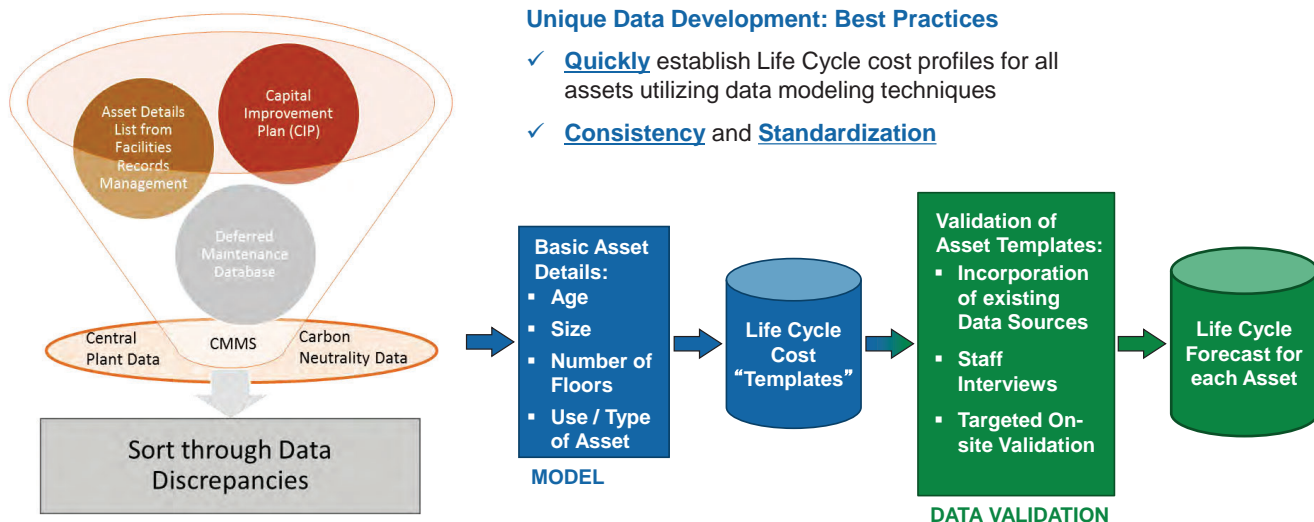 Unique Data Development: Best Practices
✓ Quickly establish Life Cycle cost profiles for all
assets utilizing data modeling techniques
✓ Consistency and Standardization
Asset Details
List from
Facilities
Records
Management
Capital
Improvement
Plan (CIP)
Deferred
Maintenance
Database
Central
Plant Data
CMMS
Carbon
Neutrality Data
Sort through Data
Discrepancies
Basic Asset
Details:
▪ Age
▪ Size
▪ Number of
Floors
▪ Use / Type
of Asset
MODEL
Life Cycle
Cost
“Templates”
Validation of
Asset Templates:
▪ Incorporation
of existing
Data Sources
▪ Staff
Interviews
▪ Targeted On-
site Validation
DATA VALIDATION
Life Cycle
Forecast for
each Asset